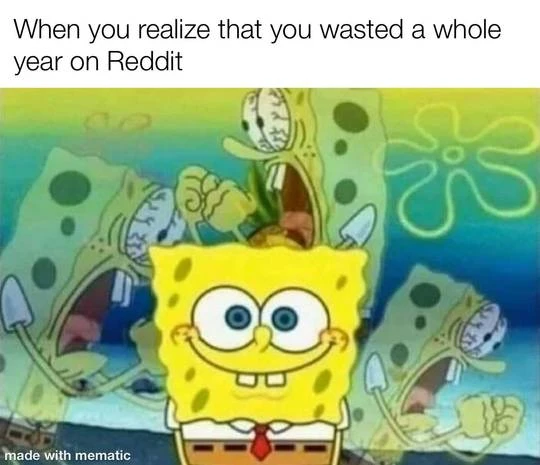 When you realize that you wasted a whole
year on Reddit
made with mematic